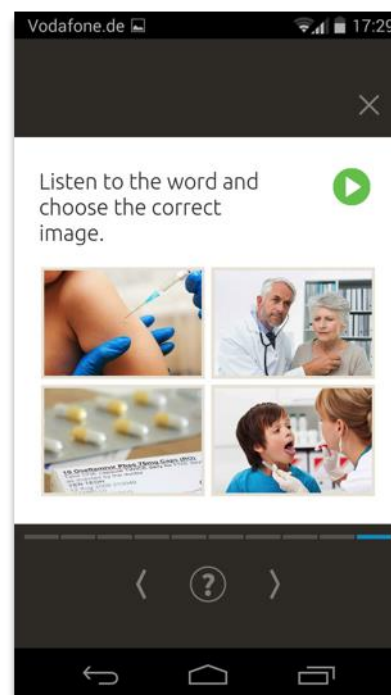 Vodafone.de 17:29
Listen to the word and
choose the correct
image.
?